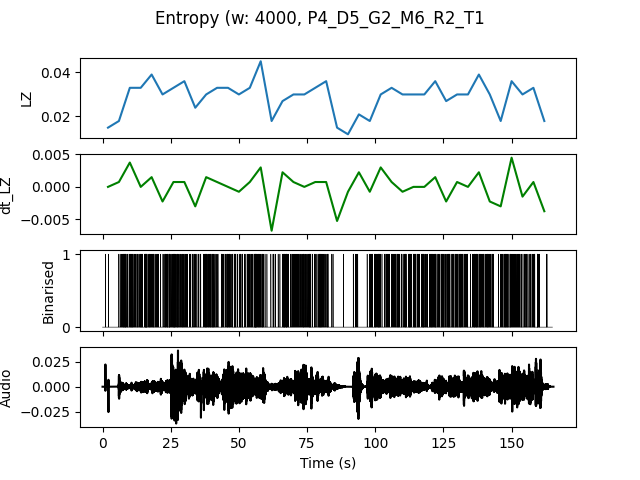 Entropy (w: 4000, P4_D5_G2_M6_R2_T1
LZ
0.04
0.02
dt_LZ
0.005
0.000
−0.005
Binarised
1
0
Audio
0.025
0.000
−0.025
0 25 50 75 100 125 150
Time (s)